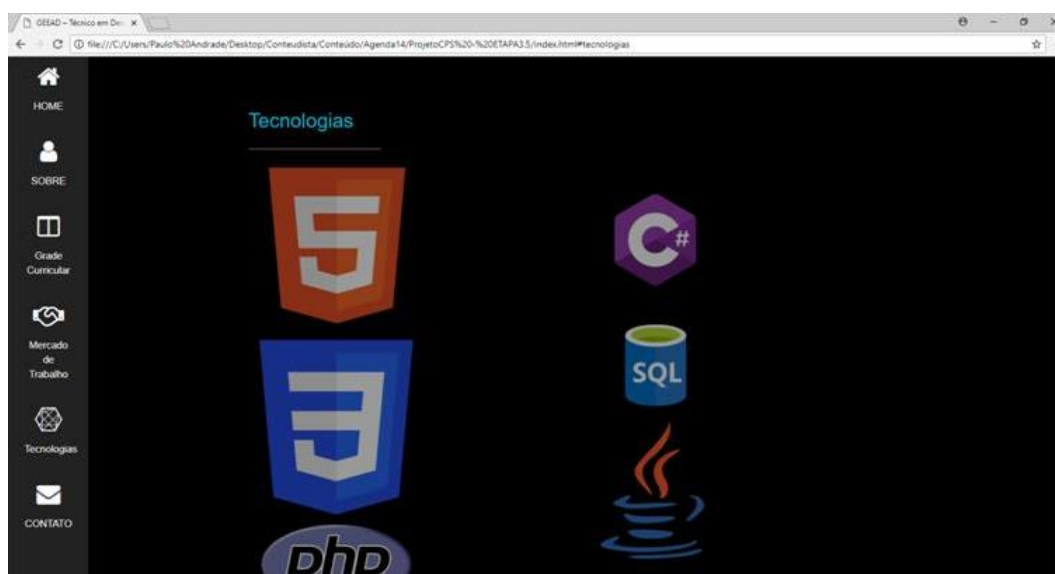 GEEAD – Técnico em Des
file:///C:/Users/Paulo%20Andrade/Desktop/Conteudista/Conteúdo/Agenda14/ProjetoCPS%20-%20ETAPA3.5/index.html#tecnologias
HOME
SOBRE
Grade
Curricular
Mercado
de
Trabalho
Tecnologias
CONTATO
Tecnologias
5
C#
3
SQL
php